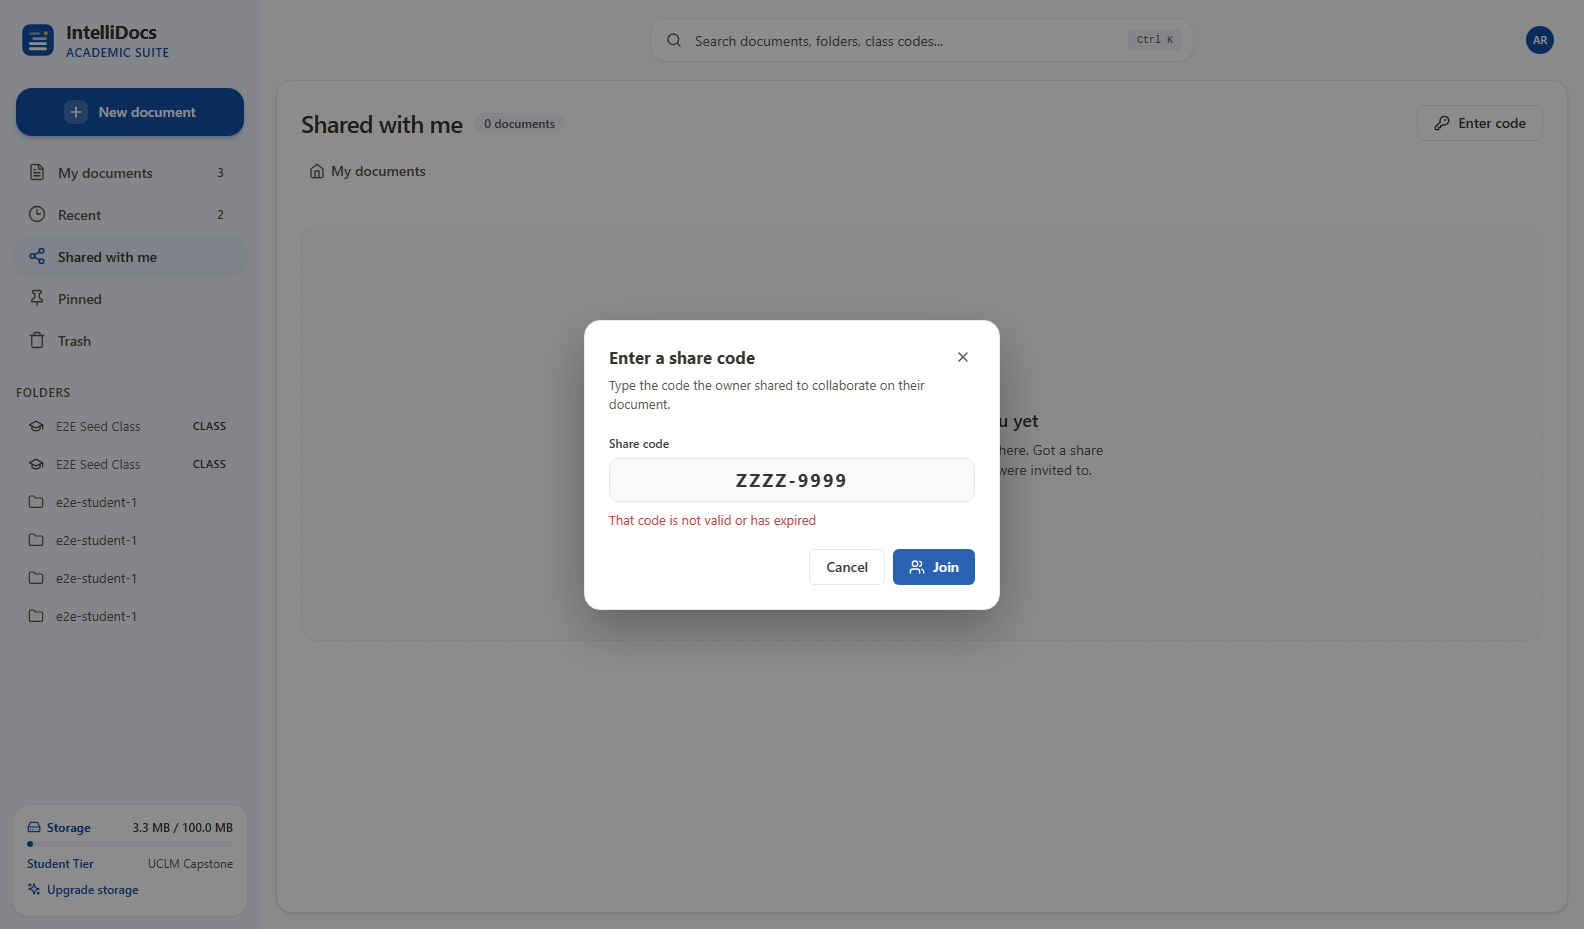 IntelliDocs
ACADEMIC SUITE
Search documents, folders, class codes...
Ctrl K
AR
New document
My documents 3
Recent 2
Shared with me
Pinned
Trash
FOLDERS
E2E Seed Class CLASS
E2E Seed Class CLASS
e2e-student-1
e2e-student-1
e2e-student-1
e2e-student-1
Storage 3.3 MB / 100.0 MB
Student Tier UCLM Capstone
Upgrade storage
Shared with me 0 documents
Enter code
My documents
u yet
here. Got a share
were invited to.
Enter a share code
Type the code the owner shared to collaborate on their
document.
Share code
ZZZZ-9999
That code is not valid or has expired
Cancel
Join